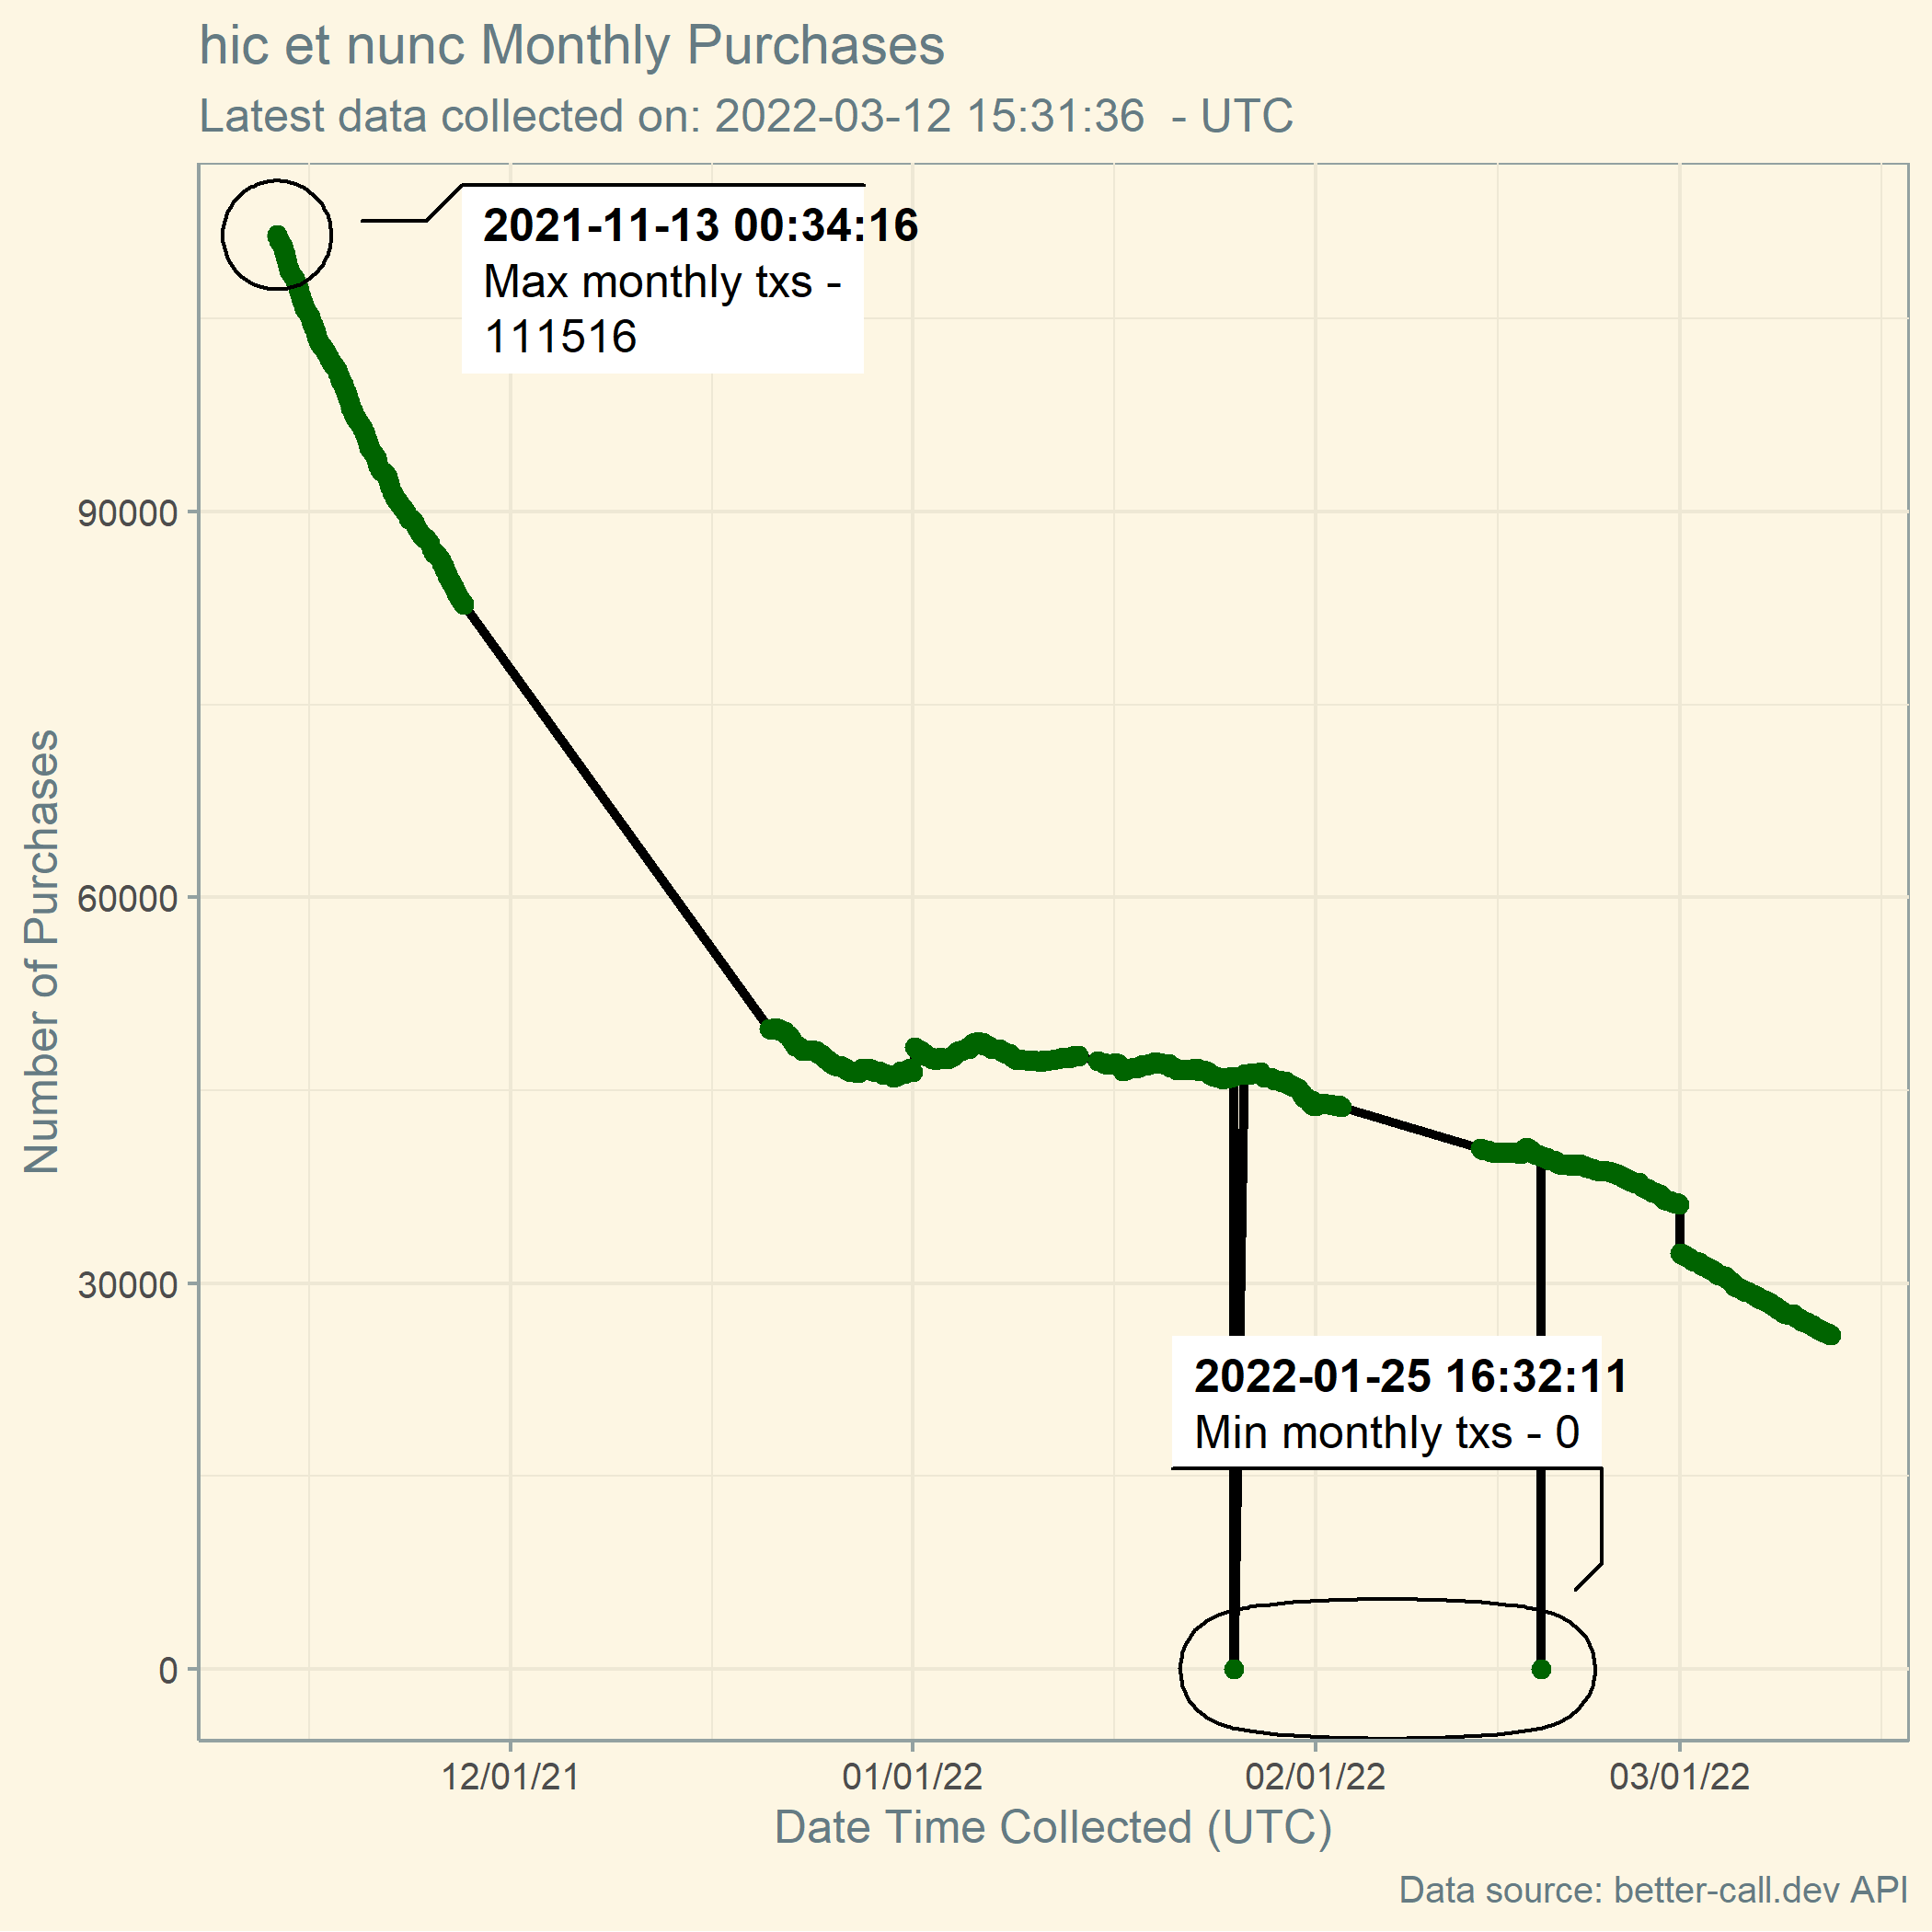 hic et nunc Monthly Purchases
Latest data collected on: 2022-03-12 15:31:36  - UTC
2021-11-13 00:34:16
Max monthly txs -
111516
90000
60000
30000
0
Number of Purchases
2022-01-25 16:32:11
Min monthly txs - 0
12/01/21
01/01/22
02/01/22
03/01/22
Date Time Collected (UTC)
Data source: better-call.dev API